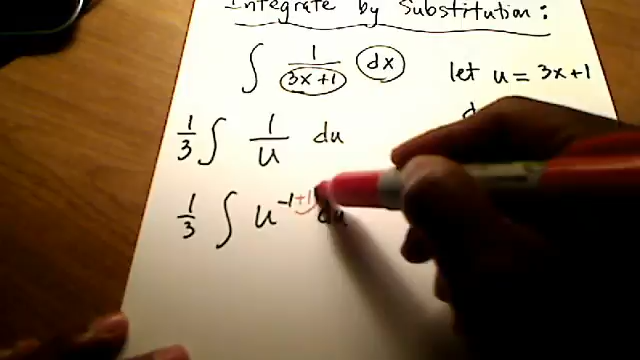 Integrate by Substitution:
∫ 1/(3x+1) dx
let u = 3x+1
d
1/3 ∫ 1/u du
1/3 ∫ u^(-1+1) du